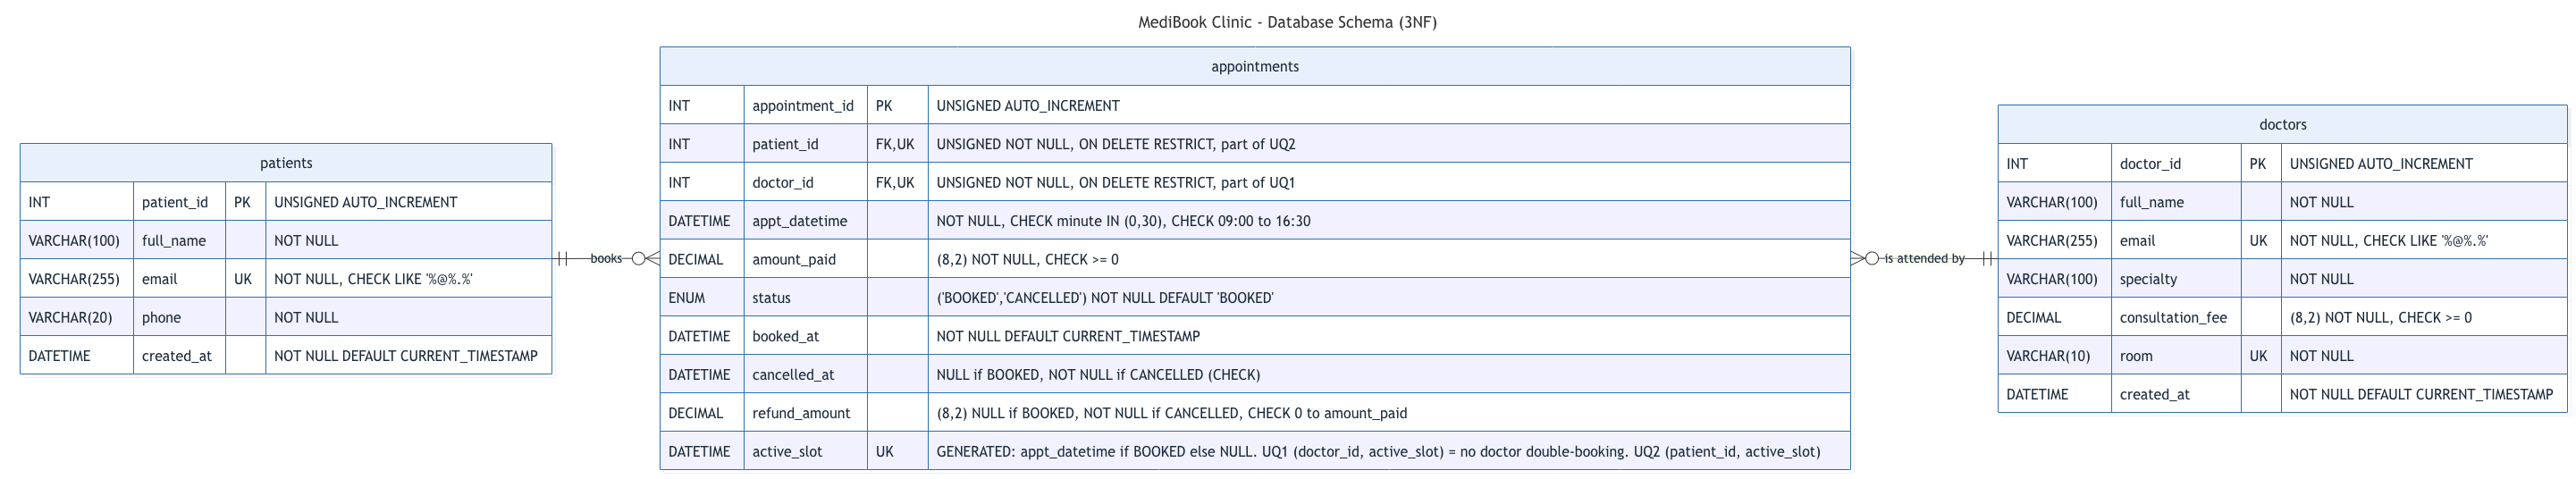 MediBook Clinic - Database Schema (3NF)
patients
INT patient_id PK UNSIGNED AUTO_INCREMENT
VARCHAR(100) full_name NOT NULL
VARCHAR(255) email UK NOT NULL, CHECK LIKE '%@%.%'
VARCHAR(20) phone NOT NULL
DATETIME created_at NOT NULL DEFAULT CURRENT_TIMESTAMP
books
appointments
INT appointment_id PK UNSIGNED AUTO_INCREMENT
INT patient_id FK,UK UNSIGNED NOT NULL, ON DELETE RESTRICT, part of UQ2
INT doctor_id FK,UK UNSIGNED NOT NULL, ON DELETE RESTRICT, part of UQ1
DATETIME appt_datetime NOT NULL, CHECK minute IN (0,30), CHECK 09:00 to 16:30
DECIMAL amount_paid (8,2) NOT NULL, CHECK >= 0
ENUM status ('BOOKED','CANCELLED') NOT NULL DEFAULT 'BOOKED'
DATETIME booked_at NOT NULL DEFAULT CURRENT_TIMESTAMP
DATETIME cancelled_at NULL if BOOKED, NOT NULL if CANCELLED (CHECK)
DECIMAL refund_amount (8,2) NULL if BOOKED, NOT NULL if CANCELLED, CHECK 0 to amount_paid
DATETIME active_slot UK GENERATED: appt_datetime if BOOKED else NULL. UQ1 (doctor_id, active_slot) = no doctor double-booking. UQ2 (patient_id, active_slot)
is attended by
doctors
INT doctor_id PK UNSIGNED AUTO_INCREMENT
VARCHAR(100) full_name NOT NULL
VARCHAR(255) email UK NOT NULL, CHECK LIKE '%@%.%'
VARCHAR(100) specialty NOT NULL
DECIMAL consultation_fee (8,2) NOT NULL, CHECK >= 0
VARCHAR(10) room UK NOT NULL
DATETIME created_at NOT NULL DEFAULT CURRENT_TIMESTAMP